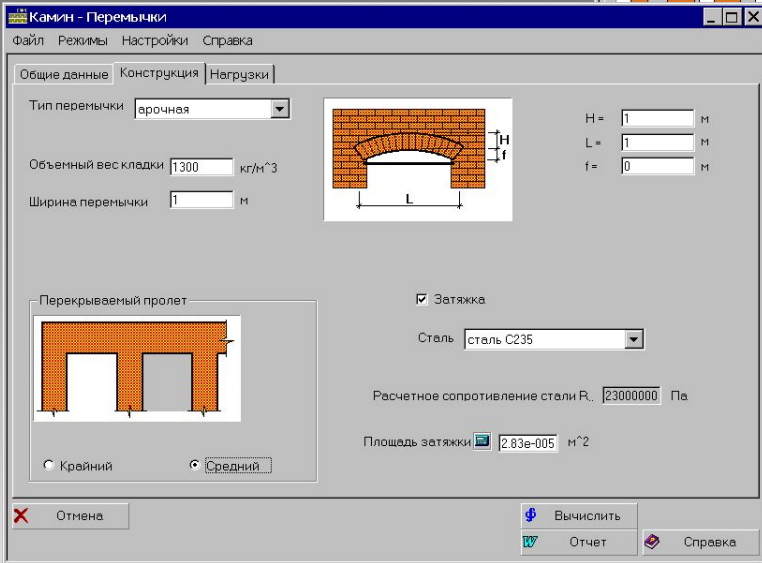 Камин - Перемычки
Файл Режимы Настройки Справка
Общие данные Конструкция Нагрузки
Тип перемычки арочная
H
f
L
H = 1 м
L = 1 м
f = 0 м
Объемный вес кладки 1300 кг/м^3
Ширина перемычки 1 м
Перекрываемый пролет
Крайний Средний
Затяжка
Сталь сталь C235
Расчетное сопротивление стали R.. 23000000 Па
Площадь затяжки 2.83e-005 м^2
Отмена
Вычислить
W Отчет
Справка